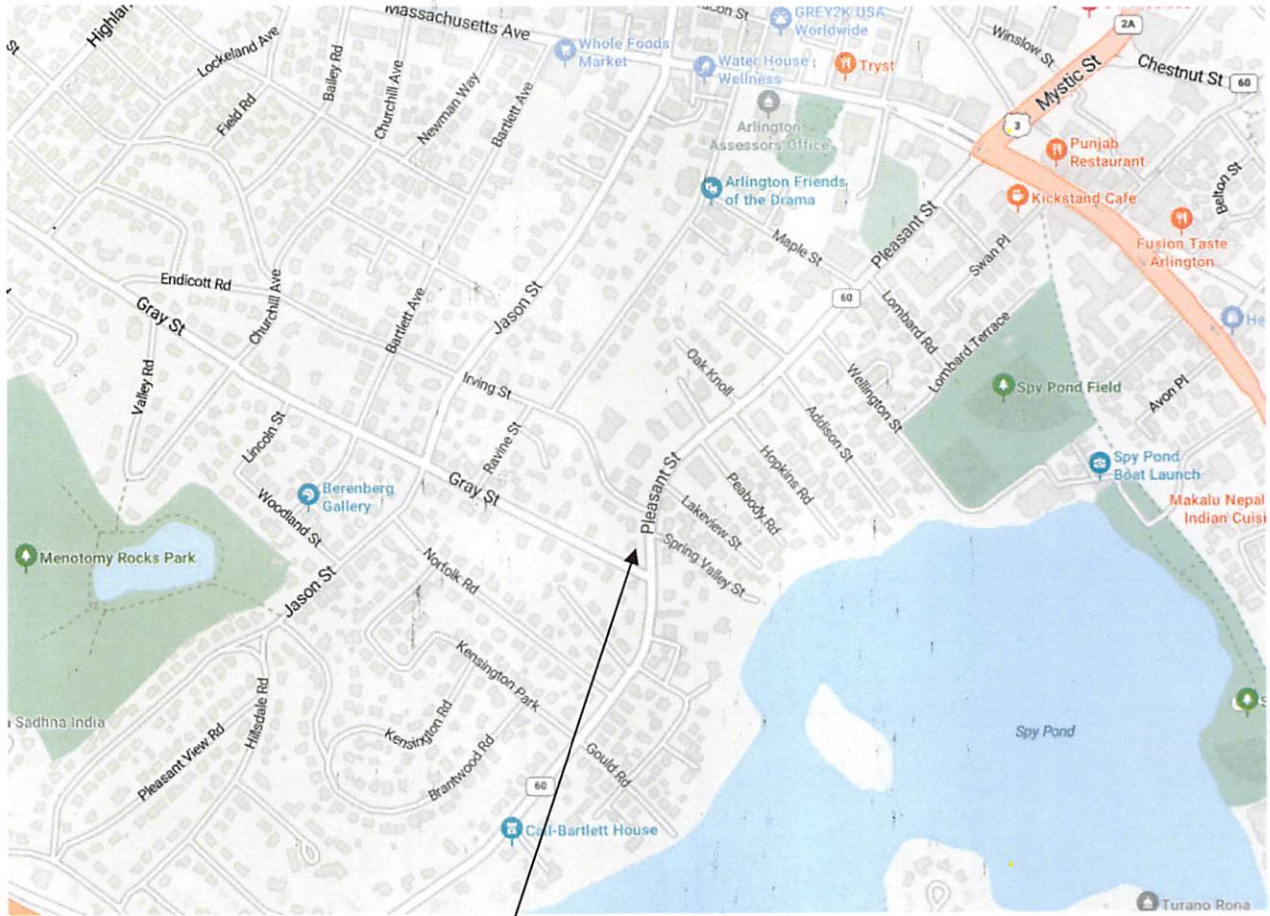 Massachusetts Ave
GREY2K USA
Worldwide
2A
Winslow St
Lockeland Ave
Bailey Rd
Whole Foods
Market
Water House
Wellness
Tryst
Chestnut St
60
Mystic St
Field Rd
Churchill Ave
Newman Way
Bartlett Ave
Arlington
Assessors Office
3
Punjab
Restaurant
Arlington Friends
of the Drama
Kickstand Cafe
Belton St
Maple St
Pleasant St
Swan Pl
Fusion Taste
Arlington
Endicott Rd
Churchill Ave
Gray St
Bartlett Ave
Jason St
60
Lombard Rd
Lombard Terrace
Valley Rd
Irving St
Oak Knoll
Wellington St
Spy Pond Field
Avon Pl
Lincoln St
Ravine St
Addison St
Hopkins Rd
Spy Pond
Boat Launch
Berenberg
Gallery
Gray St
Pleasant St
Peabody Rd
Makalu Nepal
Indian Cuisi
Woodland St
Lakeview St
Menotomy Rocks Park
Norfolk Rd
Spring Valley St
Jason St
Kensington Park
a Sadhna India
Hillsdale Rd
Kensington Rd
Spy Pond
Pleasant View Rd
Brantwood Rd
Gould Rd
60
Call-Bartlett House
Turano Rona